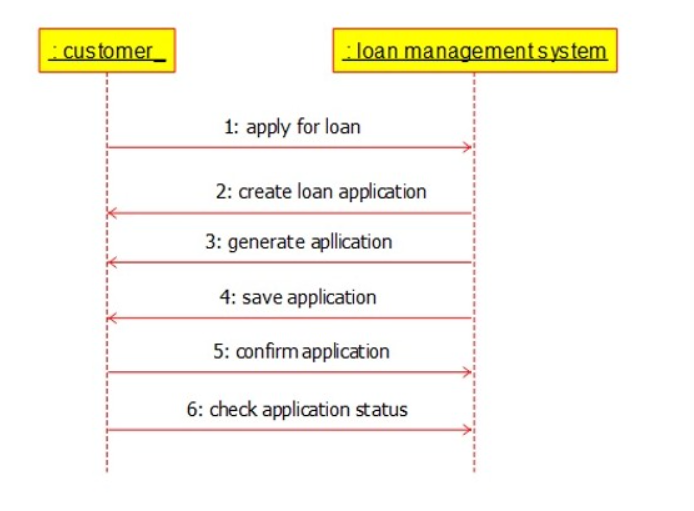 : customer_
: loan management system
1: apply for loan
2: create loan application
3: generate apllication
4: save application
5: confirm application
6: check application status